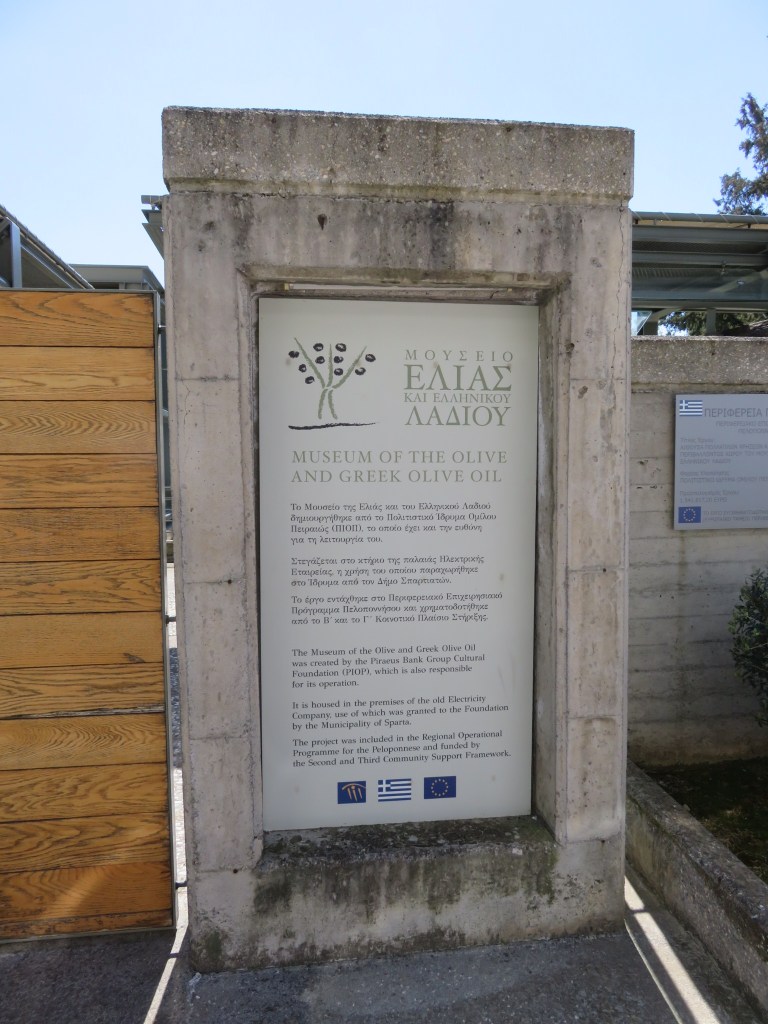 ΜΟΥΣΕΙΟ
ΕΛΙΑΣ
ΚΑΙ ΕΛΛΗΝΙΚΟΥ
ΛΑΔΙΟΥ
MUSEUM OF THE OLIVE
AND GREEK OLIVE OIL
Το Μουσείο της Ελιάς και του Ελληνικού Λαδιού
δημιουργήθηκε από το Πολιτιστικό Ίδρυμα Ομίλου
Πειραιώς (ΠΙΟΠ), το οποίο έχει και την ευθύνη
για τη λειτουργία του.
Στεγάζεται στο κτήριο της παλαιάς Ηλεκτρικής
Εταιρείας, η χρήση του οποίου παραχωρήθηκε
στο Ίδρυμα από τον Δήμο Σπαρτιατών.
Το έργο εντάχθηκε στο Περιφερειακό Επιχειρησιακό
Πρόγραμμα Πελοποννήσου και χρηματοδοτήθηκε
από το Β΄ και το Γ΄ Κοινοτικό Πλαίσιο Στήριξης.
The Museum of the Olive and Greek Olive Oil
was created by the Piraeus Bank Group Cultural
Foundation (PIOP), which is also responsible
for its operation.
It is housed in the premises of the old Electricity
Company, use of which was granted to the Foundation
by the Municipality of Sparta.
The project was included in the Regional Operational
Programme for the Peloponnese and funded by
the Second and Third Community Support Framework.
ΠΕΡΙΦΕΡΕΙΑ